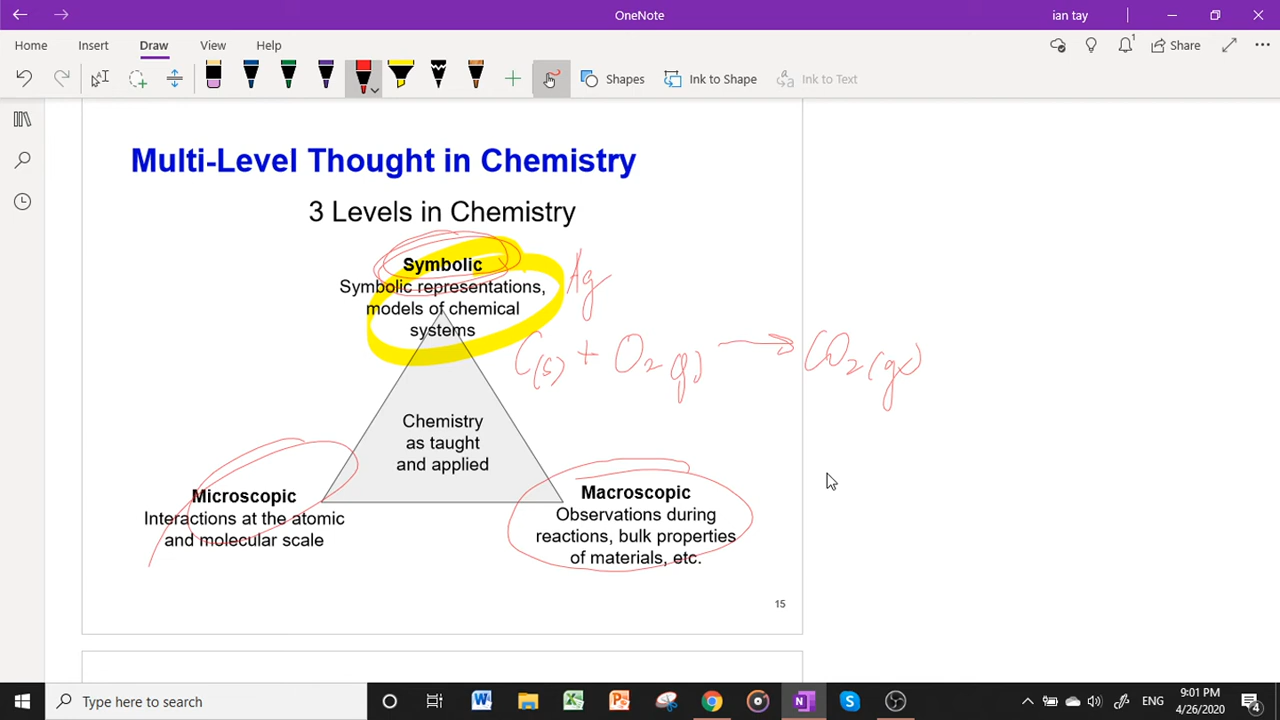 OneNote
ian tay
Home Insert Draw View Help
Share
Shapes
Ink to Shape
Ink to Text
Multi-Level Thought in Chemistry
3 Levels in Chemistry
Symbolic
Symbolic representations,
models of chemical
systems
Ag
C(s) + O2(g) → CO2(g)
Chemistry
as taught
and applied
Microscopic
Interactions at the atomic
and molecular scale
Macroscopic
Observations during
reactions, bulk properties
of materials, etc.
15
Type here to search
ENG
9:01 PM
4/26/2020
4